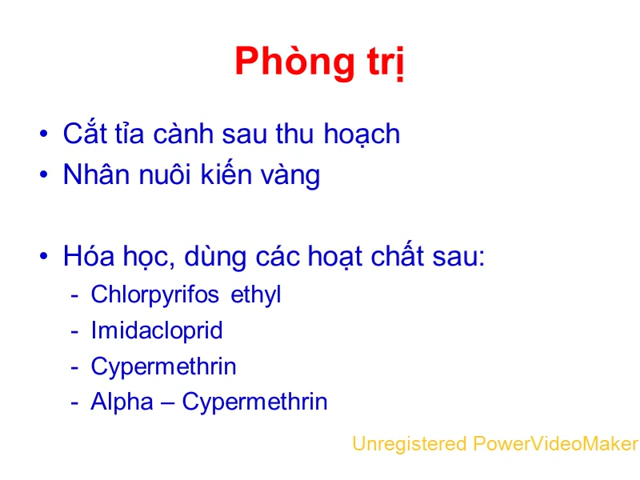 Phòng trị
• Cắt tỉa cành sau thu hoạch
• Nhân nuôi kiến vàng
• Hóa học, dùng các hoạt chất sau:
- Chlorpyrifos ethyl
- Imidacloprid
- Cypermethrin
- Alpha – Cypermethrin
Unregistered PowerVideoMaker